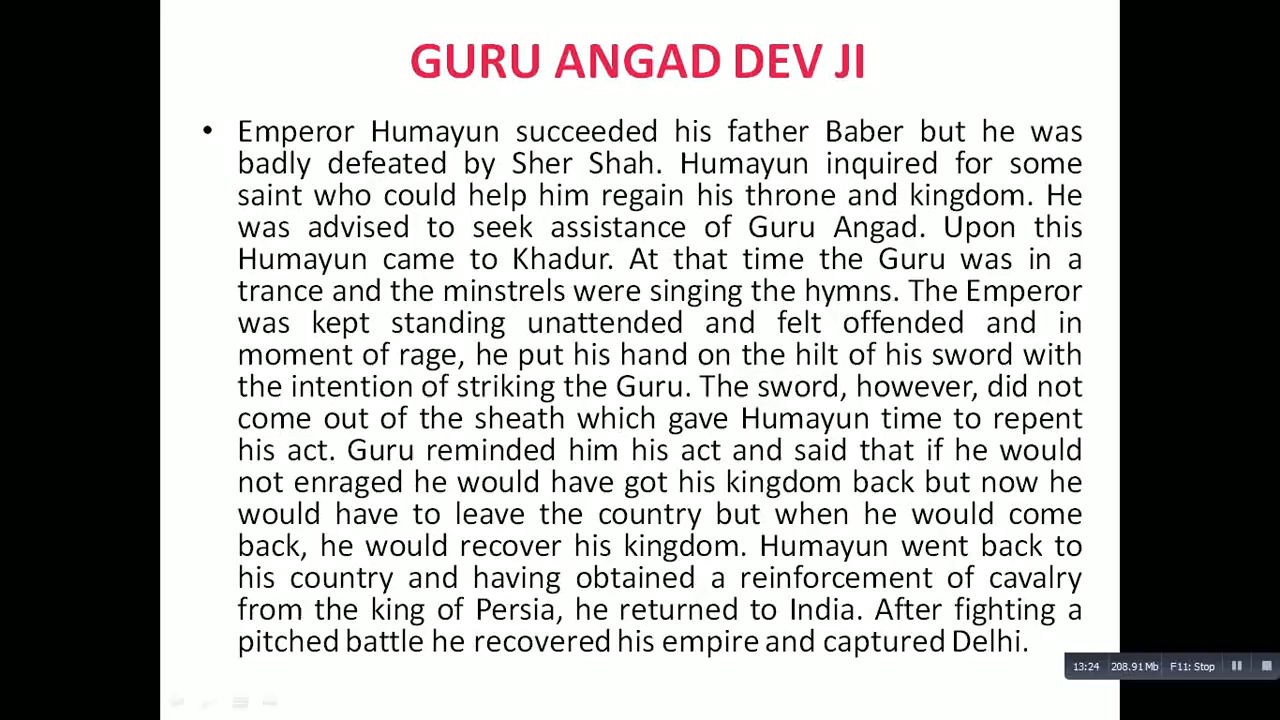 GURU ANGAD DEV JI
• Emperor Humayun succeeded his father Baber but he was
badly defeated by Sher Shah. Humayun inquired for some
saint who could help him regain his throne and kingdom. He
was advised to seek assistance of Guru Angad. Upon this
Humayun came to Khadur. At that time the Guru was in a
trance and the minstrels were singing the hymns. The Emperor
was kept standing unattended and felt offended and in
moment of rage, he put his hand on the hilt of his sword with
the intention of striking the Guru. The sword, however, did not
come out of the sheath which gave Humayun time to repent
his act. Guru reminded him his act and said that if he would
not enraged he would have got his kingdom back but now he
would have to leave the country but when he would come
back, he would recover his kingdom. Humayun went back to
his country and having obtained a reinforcement of cavalry
from the king of Persia, he returned to India. After fighting a
pitched battle he recovered his empire and captured Delhi.
13:24 208.91 Mb F11: Stop